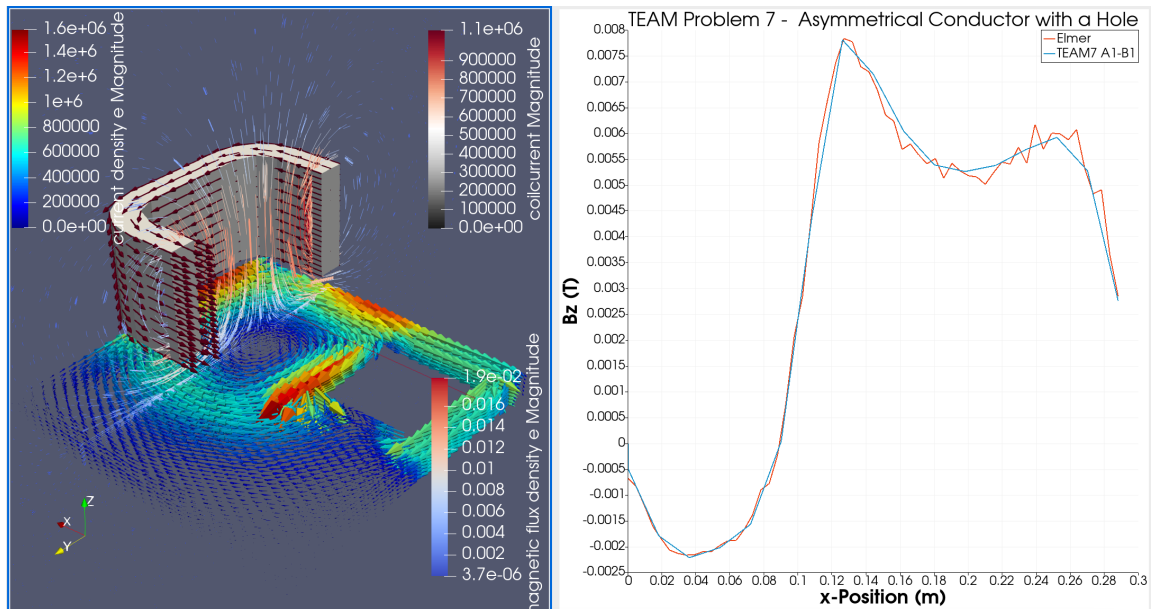 1.6e+06
1.4e+6
1.2e+6
1e+6
800000
600000
400000
200000
0.0e+00
current density e Magnitude
1.1e+06
900000
800000
700000
600000
500000
400000
300000
200000
100000
0.0e+00
coilcurrent Magnitude
1.9e-02
0.016
0.014
0.012
0.01
0.008
0.006
0.004
0.002
3.7e-06
magnetic flux density e Magnitude
Z
X
Y
TEAM Problem 7 - Asymmetrical Conductor with a Hole
Elmer
TEAM7 A1-B1
0.008
0.0075
0.007
0.0065
0.006
0.0055
0.005
0.0045
0.004
0.0035
0.003
0.0025
0.002
0.0015
0.001
0.0005
0
-0.0005
-0.001
-0.0015
-0.002
-0.0025
Bz (T)
0 0.02 0.04 0.06 0.08 0.1 0.12 0.14 0.16 0.18 0.2 0.22 0.24 0.26 0.28 0.3
x-Position (m)